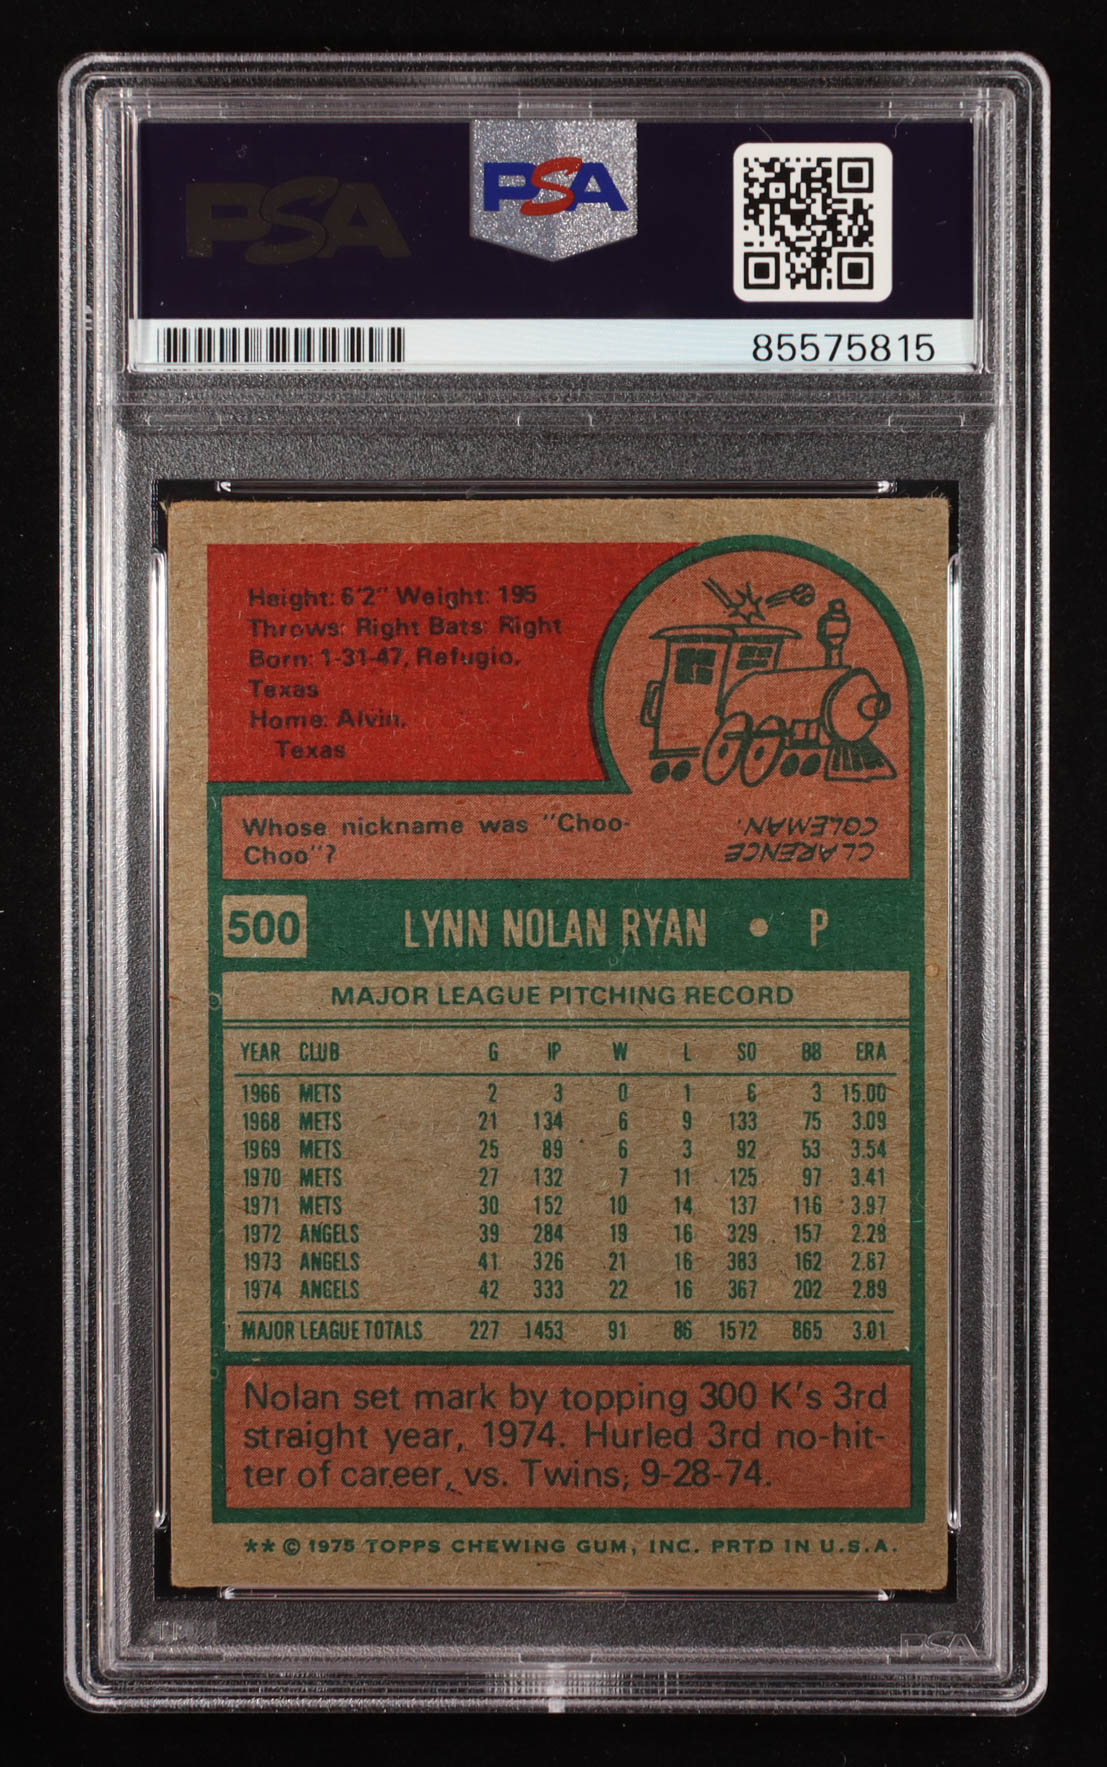 PSA
PSA
85575815
Height: 6'2" Weight: 195
Throws: Right Bats: Right
Born: 1-31-47, Refugio,
Texas
Home: Alvin,
Texas
Whose nickname was "Choo-
Choo"?
CLARENCE
COLEMAN.
500 LYNN NOLAN RYAN • P
MAJOR LEAGUE PITCHING RECORD
YEAR CLUB G IP W L SO BB ERA
1966 METS 2 3 0 1 6 3 15.00
1968 METS 21 134 6 9 133 75 3.09
1969 METS 25 89 6 3 92 53 3.54
1970 METS 27 132 7 11 125 97 3.41
1971 METS 30 152 10 14 137 116 3.97
1972 ANGELS 39 284 19 16 329 157 2.28
1973 ANGELS 41 326 21 16 383 162 2.87
1974 ANGELS 42 333 22 16 367 202 2.89
MAJOR LEAGUE TOTALS 227 1453 91 86 1572 865 3.01
Nolan set mark by topping 300 K's 3rd
straight year, 1974. Hurled 3rd no-hit-
ter of career, vs. Twins, 9-28-74.
** © 1975 TOPPS CHEWING GUM, INC. PRTD IN U.S.A.
PSA